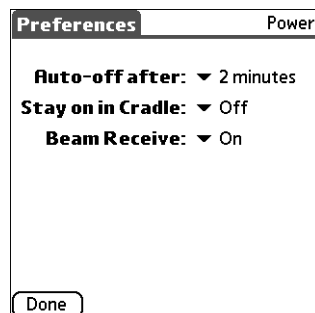 Preferences Power
Auto-off after: 2 minutes
Stay on in Cradle: Off
Beam Receive: On
Done